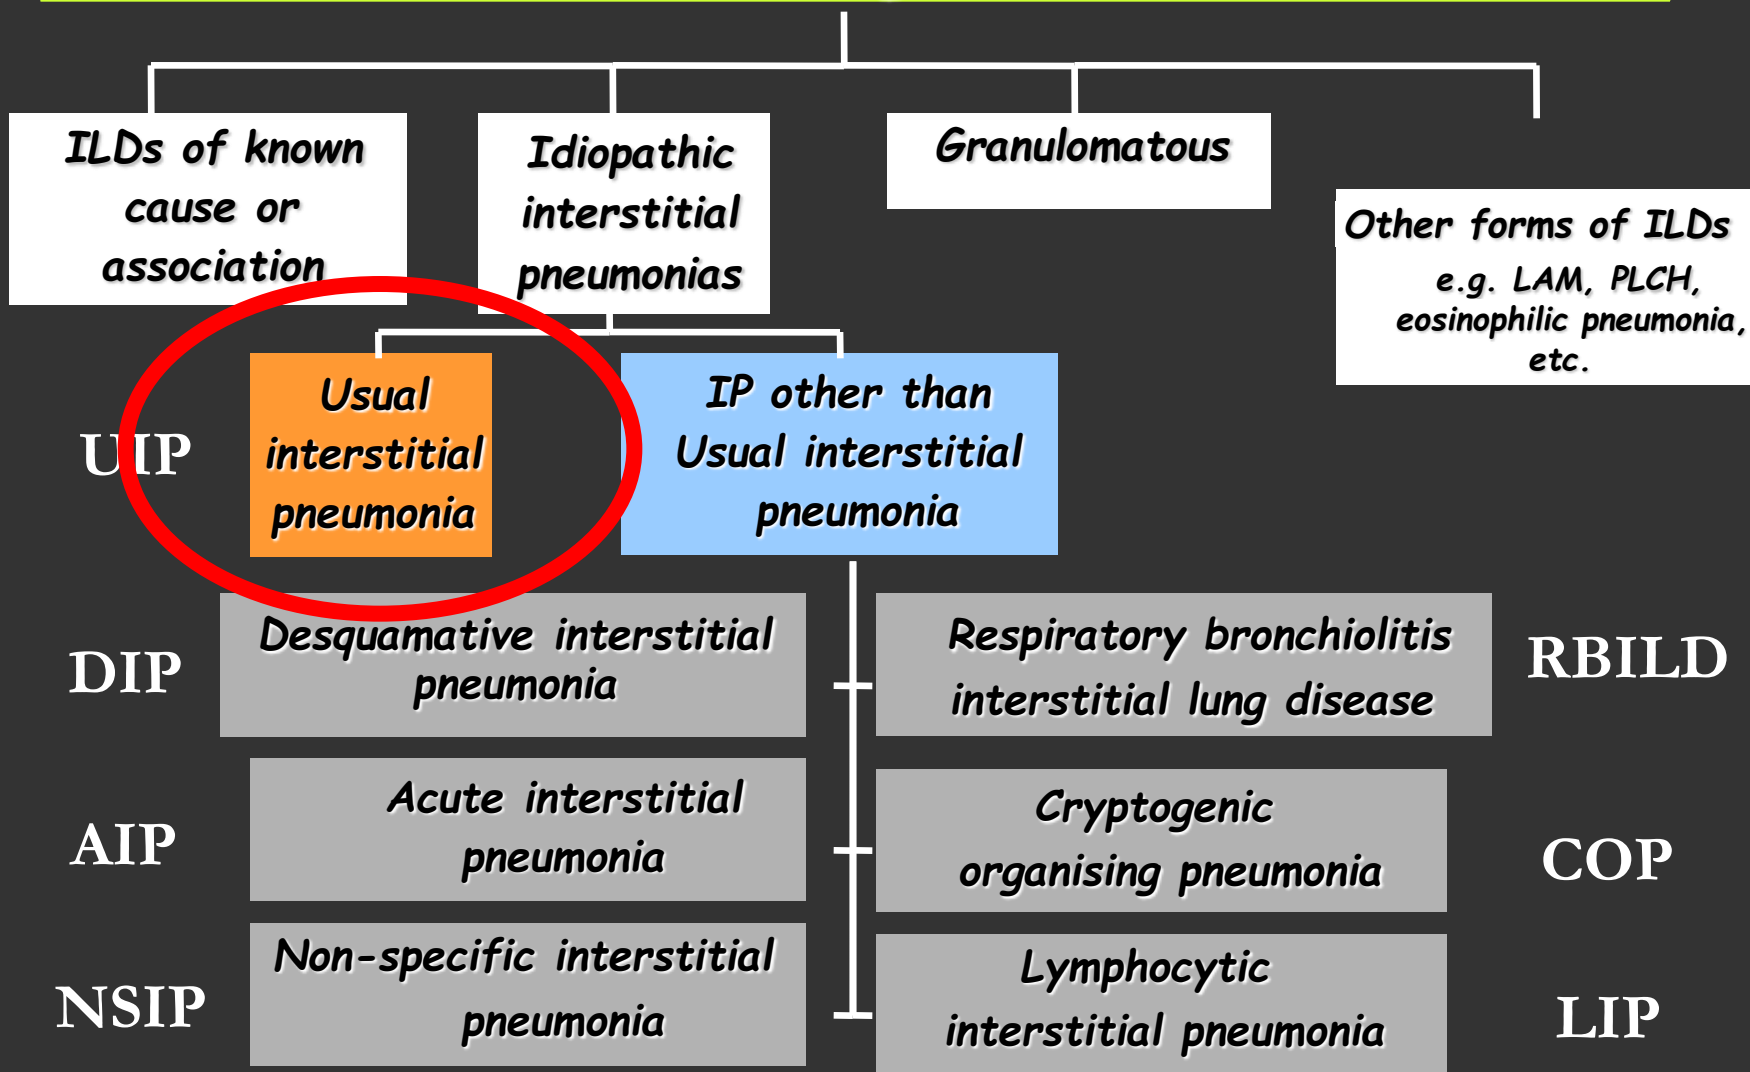 ILDs of known
cause or
association
Idiopathic
interstitial
pneumonias
Granulomatous
Other forms of ILDs
e.g. LAM, PLCH,
eosinophilic pneumonia,
etc.
UIP
Usual
interstitial
pneumonia
IP other than
Usual interstitial
pneumonia
DIP
Desquamative interstitial
pneumonia
Respiratory bronchiolitis
interstitial lung disease
RBILD
AIP
Acute interstitial
pneumonia
Cryptogenic
organising pneumonia
COP
NSIP
Non-specific interstitial
pneumonia
Lymphocytic
interstitial pneumonia
LIP